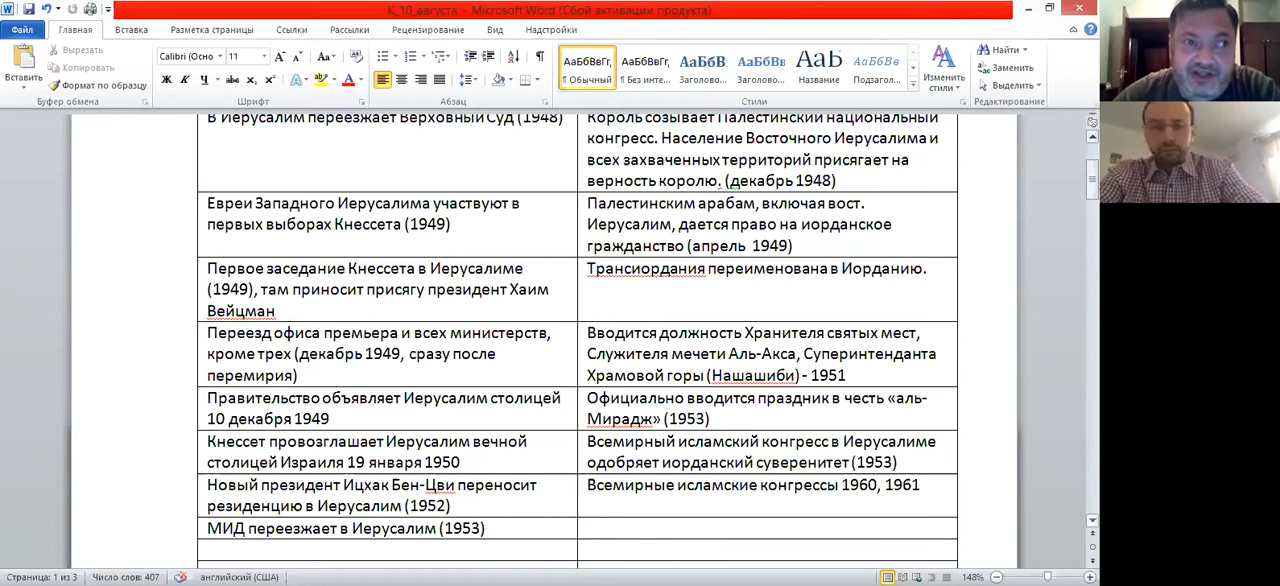 К_10_августа - Microsoft Word (Сбой активации продукта)
Файл Главная Вставка Разметка страницы Ссылки Рассылки Рецензирование Вид Надстройки
Вставить
Вырезать
Копировать
Формат по образцу
Буфер обмена
Calibri (Осно 11
Ж К Ч abc x₂ x²
Шрифт
Абзац
АаБбВвГг, АаБбВвГг, АаБбВ АаБбВв АаБ АаБбВв
¶ Обычный ¶ Без инте... Заголово... Заголово... Название Подзагол...
Стили
Изменить стили
Найти
Заменить
Выделить
Редактирование
В Иерусалим переезжает Верховный Суд (1948)
Король созывает Палестинский национальный
конгресс. Население Восточного Иерусалима и
всех захваченных территорий присягает на
верность королю. (декабрь 1948)
Евреи Западного Иерусалима участвуют в
первых выборах Кнессета (1949)
Палестинским арабам, включая вост.
Иерусалим, дается право на иорданское
гражданство (апрель 1949)
Первое заседание Кнессета в Иерусалиме
(1949), там приносит присягу президент Хаим
Вейцман
Трансиордания переименована в Иорданию.
Переезд офиса премьера и всех министерств,
кроме трех (декабрь 1949, сразу после
перемирия)
Вводится должность Хранителя святых мест,
Служителя мечети Аль-Акса, Суперинтенданта
Храмовой горы (Нашашиби) - 1951
Правительство объявляет Иерусалим столицей
10 декабря 1949
Официально вводится праздник в честь «аль-
Мирадж» (1953)
Кнессет провозглашает Иерусалим вечной
столицей Израиля 19 января 1950
Всемирный исламский конгресс в Иерусалиме
одобряет иорданский суверенитет (1953)
Новый президент Ицхак Бен-Цви переносит
резиденцию в Иерусалим (1952)
Всемирные исламские конгрессы 1960, 1961
МИД переезжает в Иерусалим (1953)
Страница: 1 из 3 Число слов: 407 английский (США) 148%